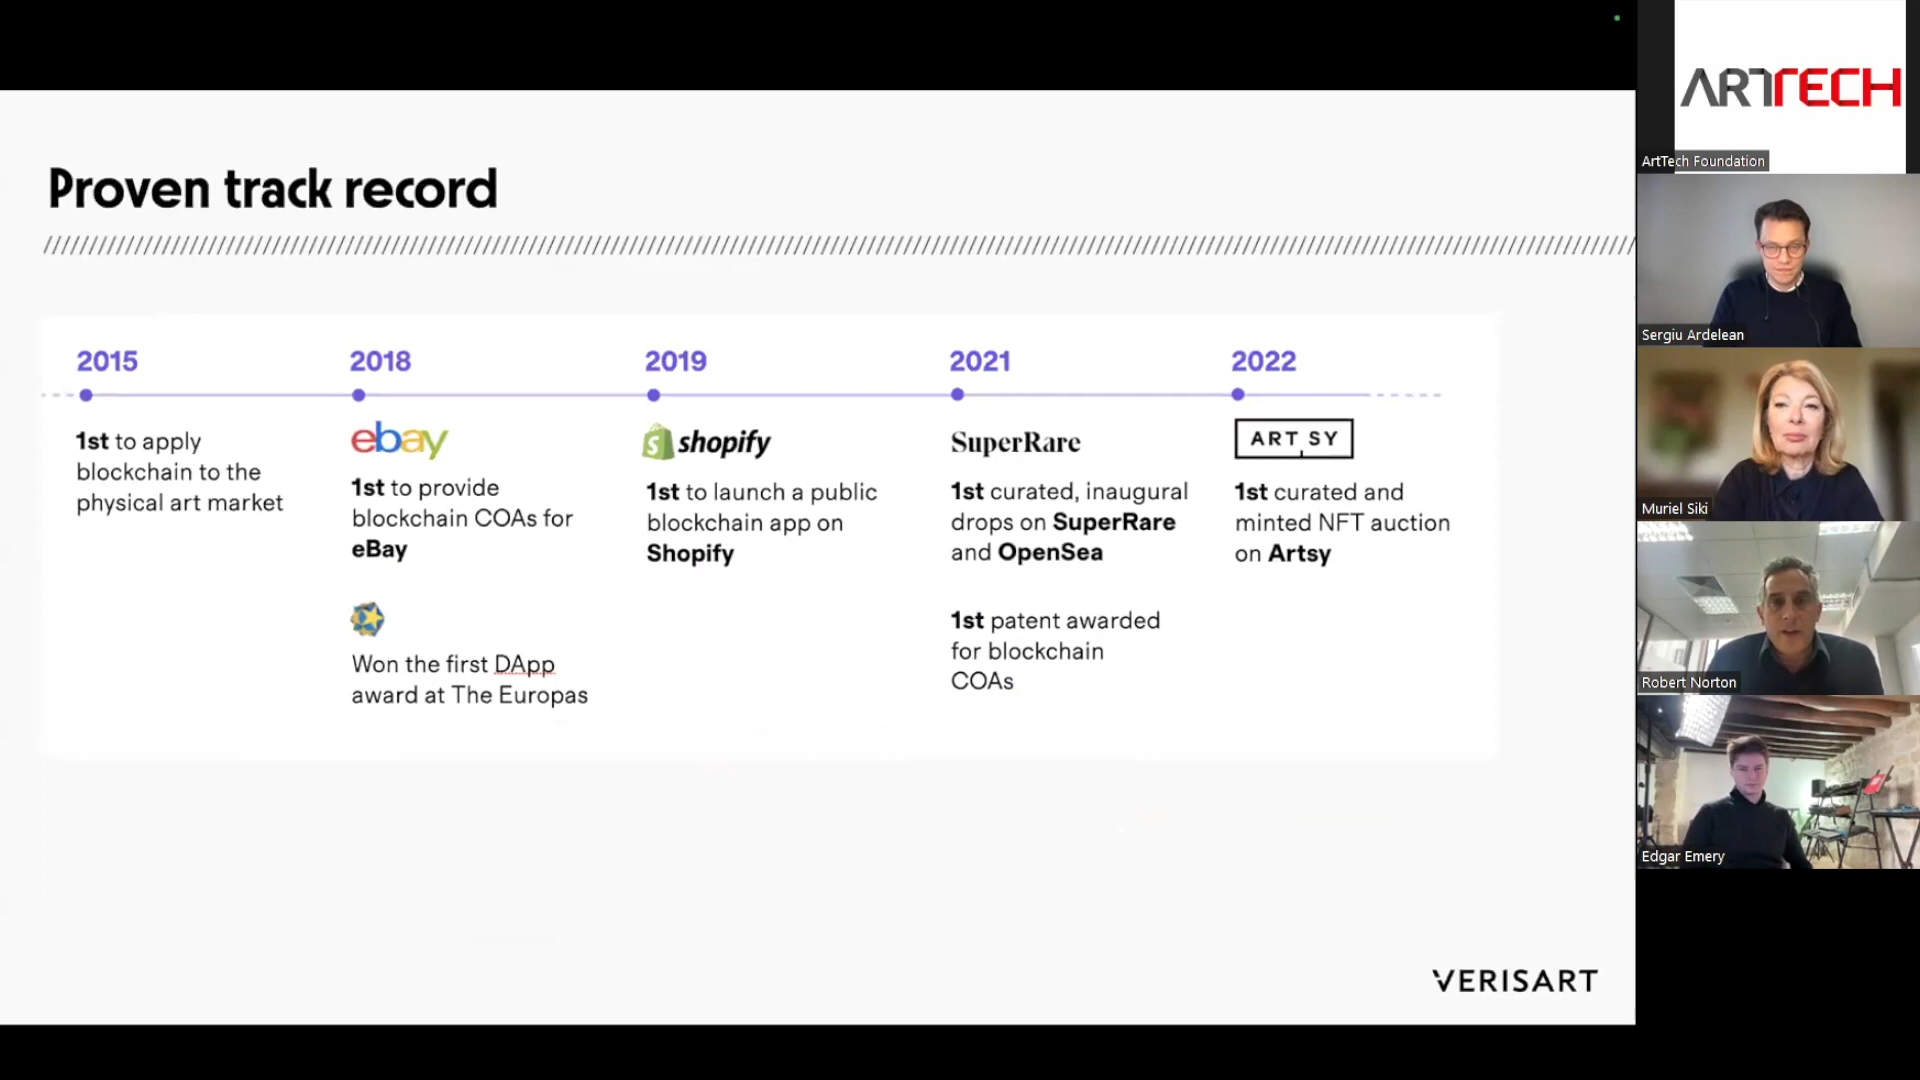 Proven track record
2015
1st to apply
blockchain to the
physical art market
2018
ebay
1st to provide
blockchain COAs for
eBay
Won the first DApp
award at The Europas
2019
shopify
1st to launch a public
blockchain app on
Shopify
2021
SuperRare
1st curated, inaugural
drops on SuperRare
and OpenSea
1st patent awarded
for blockchain
COAs
2022
ARTSY
1st curated and
minted NFT auction
on Artsy
VERISART
ARTTECH
ArtTech Foundation
Sergiu Ardelean
Muriel Siki
Robert Norton
Edgar Emery